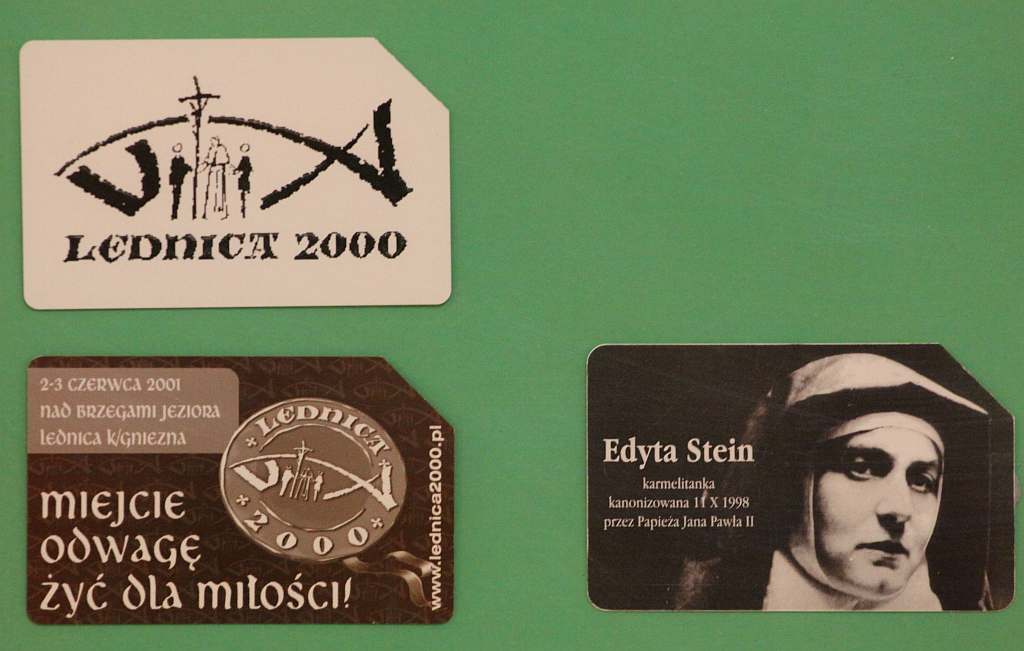 LEDNICA 2000
2-3 CZERWCA 2001
NAD BRZEGAMI JEZIORA
LEDNICA K/GNIEZNA
MIEJCIE
ODWAGĘ
ŻYĆ DLA MIŁOŚCI!
LEDNICA
2000
www.lednica2000.pl
Edyta Stein
karmelitanka
kanonizowana 11 X 1998
przez Papieża Jana Pawła II